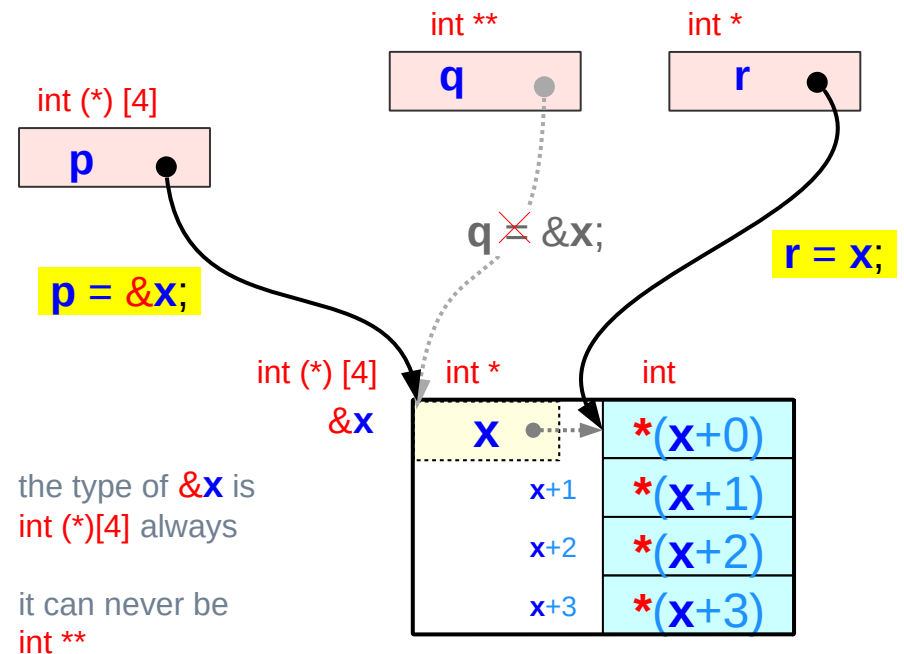 int **
int *
q
r
int (*) [4]
p
q = &x;
r = x;
p = &x;
int (*) [4]
int *
int
&x
x
*(x+0)
x+1
*(x+1)
x+2
*(x+2)
x+3
*(x+3)
the type of &x is
int (*)[4] always
it can never be
int **